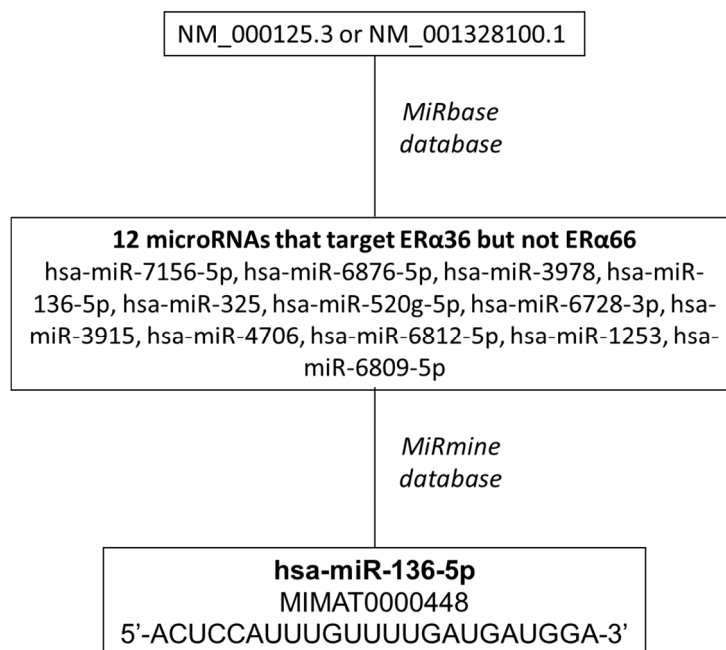 NM_000125.3 or NM_001328100.1
MiRbase
database
12 microRNAs that target ERα36 but not ERα66
hsa-miR-7156-5p, hsa-miR-6876-5p, hsa-miR-3978, hsa-miR-
136-5p, hsa-miR-325, hsa-miR-520g-5p, hsa-miR-6728-3p, hsa-
miR-3915, hsa-miR-4706, hsa-miR-6812-5p, hsa-miR-1253, hsa-
miR-6809-5p
MiRmine
database
hsa-miR-136-5p
MIMAT0000448
5’-ACUCCAUUUGUUUUGAUGAUGGA-3’